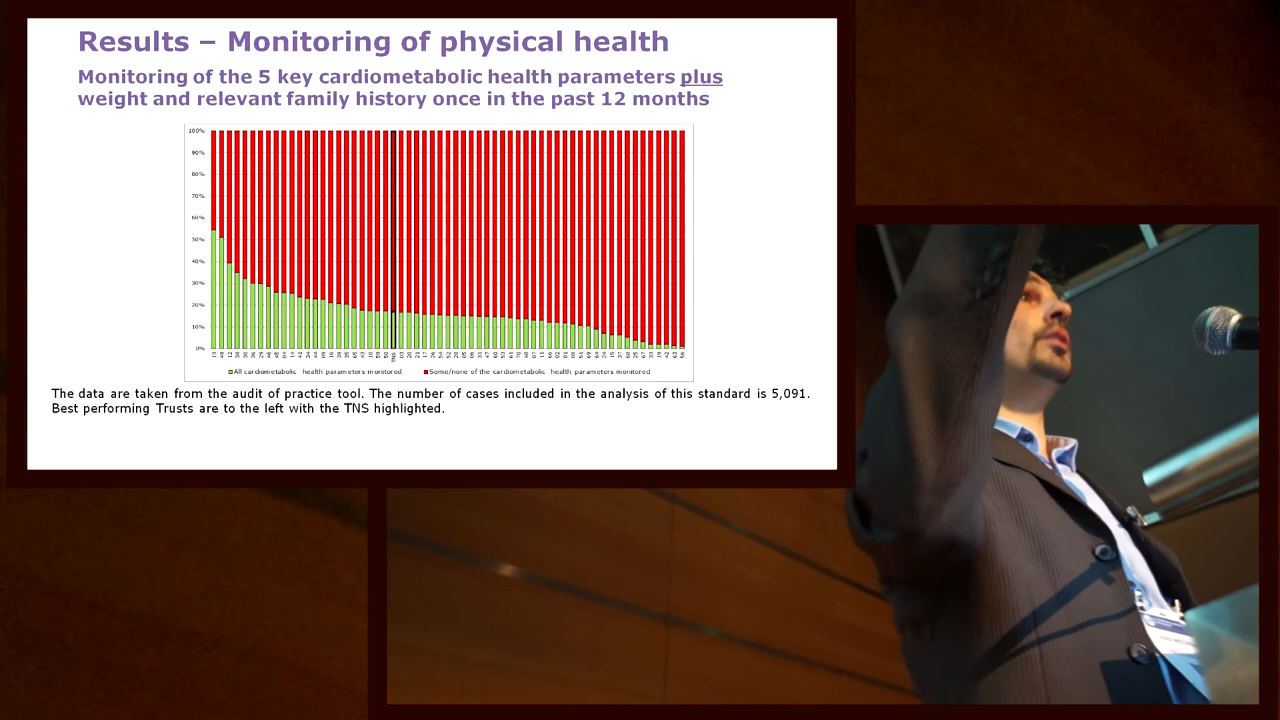 Results – Monitoring of physical health
Monitoring of the 5 key cardiometabolic health parameters plus
weight and relevant family history once in the past 12 months
100%
90%
80%
70%
60%
50%
40%
30%
20%
10%
0%
All cardiometabolic health parameters monitored
Some/none of the cardiometabolic health parameters monitored
The data are taken from the audit of practice tool. The number of cases included in the analysis of this standard is 5,091.
Best performing Trusts are to the left with the TNS highlighted.